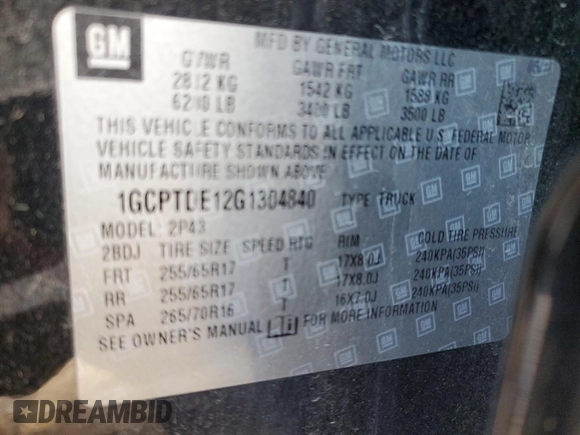 GM
MFD BY GENERAL MOTORS LLC
GVWR GAWR FRT GAWR RR
2812 KG 1542 KG 1589 KG
6200 LB 3400 LB 3500 LB
THIS VEHICLE CONFORMS TO ALL APPLICABLE U.S. FEDERAL MOTOR
VEHICLE SAFETY STANDARDS IN EFFECT ON THE DATE OF
MANUFACTURE SHOWN ABOVE.
1GCPTDE12G1304840 TYPE: TRUCK
MODEL: 2P43
2BDJ TIRE SIZE SPEED RTG RIM COLD TIRE PRESSURE
FRT 255/65R17 T 17X8.0J 240KPA(35PSI)
RR 255/65R17 T 17X8.0J 240KPA(35PSI)
SPA 265/70R16 T 16X7.0J 240KPA(35PSI)
SEE OWNER'S MANUAL FOR MORE INFORMATION
DREAMBID